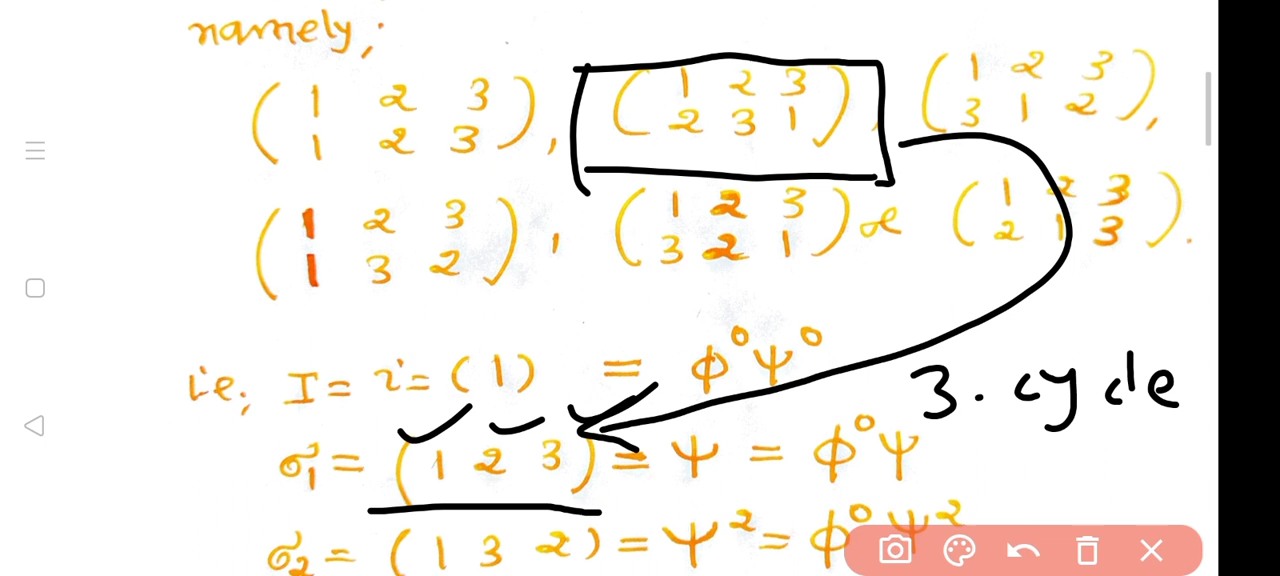 namely;
(1 2 3), (1 2 3), (1 2 3),
(1 2 3) (2 3 1) (3 1 2)
(1 2 3), (1 2 3) & (1 2 3).
(1 3 2) (3 2 1) (2 1 3)
i.e; I = i = (1) = φ⁰ψ⁰
3. cycle
σ₁ = (1 2 3) = ψ = φ⁰ψ
σ₂ = (1 3 2) = ψ² = φ⁰ψ²